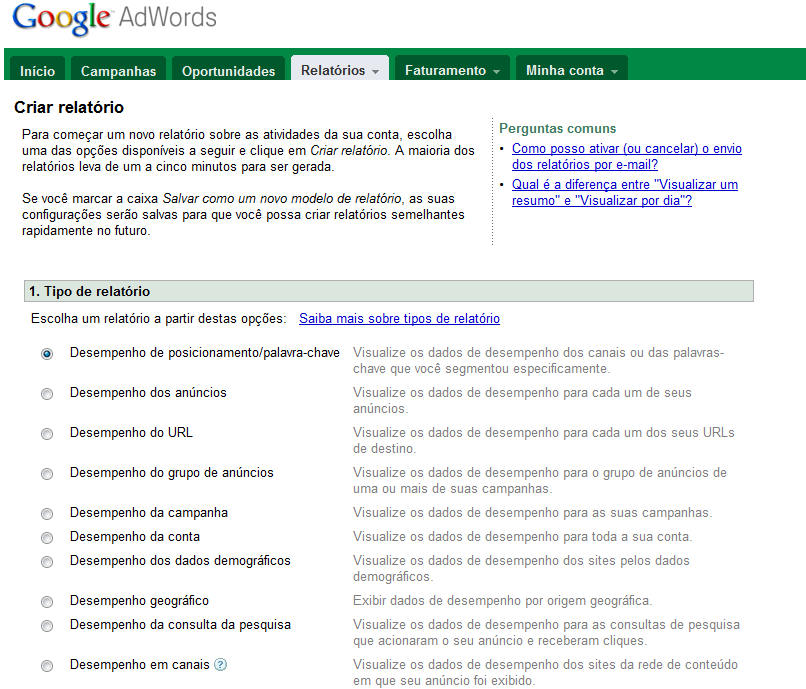 Google™ AdWords
Início
Campanhas
Oportunidades
Relatórios
Faturamento
Minha conta
Criar relatório
Para começar um novo relatório sobre as atividades da sua conta, escolha
uma das opções disponíveis a seguir e clique em Criar relatório. A maioria dos
relatórios leva de um a cinco minutos para ser gerada.
Se você marcar a caixa Salvar como um novo modelo de relatório, as suas
configurações serão salvas para que você possa criar relatórios semelhantes
rapidamente no futuro.
Perguntas comuns
• Como posso ativar (ou cancelar) o envio
dos relatórios por e-mail?
• Qual é a diferença entre "Visualizar um
resumo" e "Visualizar por dia"?
1. Tipo de relatório
Escolha um relatório a partir destas opções: Saiba mais sobre tipos de relatório
Desempenho de posicionamento/palavra-chave
Visualize os dados de desempenho dos canais ou das palavras-
chave que você segmentou especificamente.
Desempenho dos anúncios
Visualize os dados de desempenho para cada um de seus
anúncios.
Desempenho do URL
Visualize os dados de desempenho para cada um dos seus URLs
de destino.
Desempenho do grupo de anúncios
Visualize os dados de desempenho para o grupo de anúncios de
uma ou mais de suas campanhas.
Desempenho da campanha
Visualize os dados de desempenho para as suas campanhas.
Desempenho da conta
Visualize os dados de desempenho para toda a sua conta.
Desempenho dos dados demográficos
Visualize os dados de desempenho dos sites pelos dados
demográficos.
Desempenho geográfico
Exibir dados de desempenho por origem geográfica.
Desempenho da consulta da pesquisa
Visualize os dados de desempenho para as consultas de pesquisa
que acionaram o seu anúncio e receberam cliques.
Desempenho em canais ?
Visualize os dados de desempenho dos sites da rede de conteúdo
em que seu anúncio foi exibido.